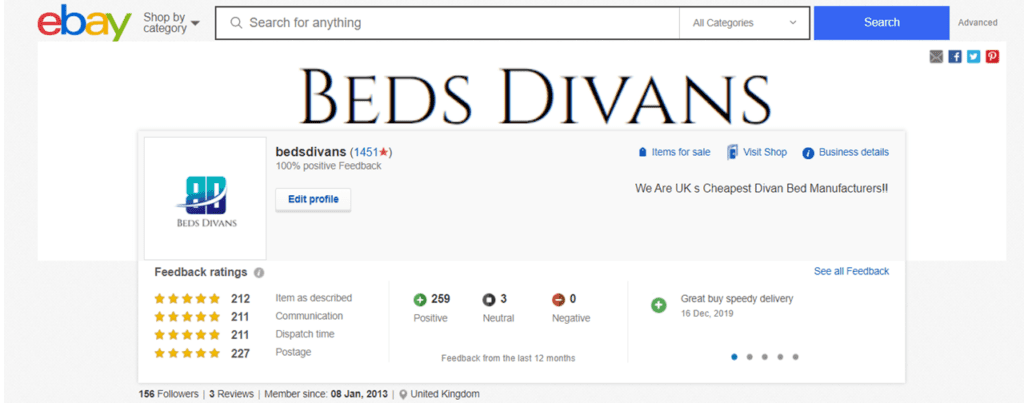 ebay Shop by category Search for anything All Categories Search Advanced
BEDS DIVANS
bedsdivans (1451★) Items for sale Visit Shop Business details
100% positive Feedback
We Are UK s Cheapest Divan Bed Manufacturers!!
Edit profile
BD
BEDS DIVANS
Feedback ratings See all Feedback
212 Item as described
211 Communication
211 Dispatch time
227 Postage
259 3 0
Positive Neutral Negative
Feedback from the last 12 months
Great buy speedy delivery
16 Dec, 2019
156 Followers | 3 Reviews | Member since: 08 Jan, 2013 | United Kingdom